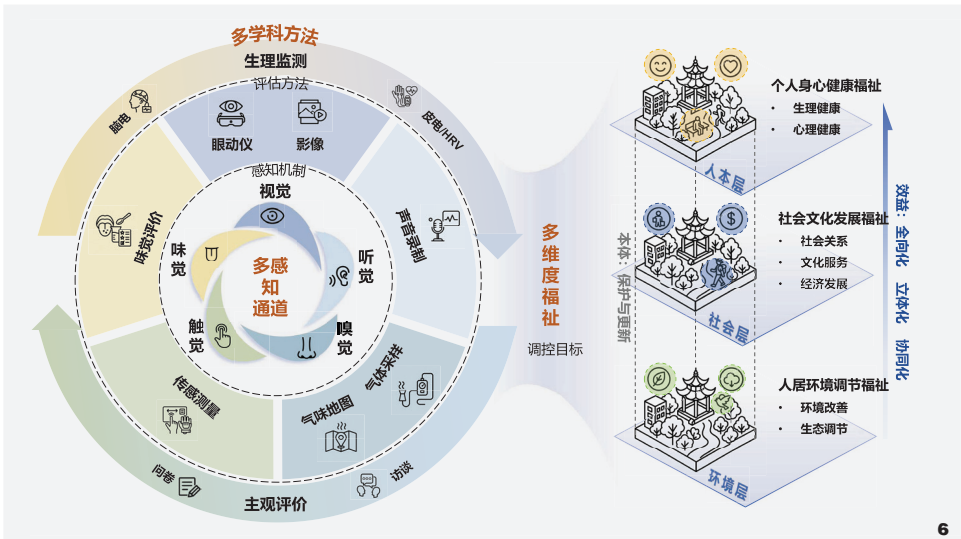 多学科方法
生理监测
评估方法
脑电
皮电/HRV
眼动仪
影像
感知机制
视觉
味觉评价
声音录制
味觉
听觉
多感
知
通道
触觉
嗅觉
传感测量
气味地图
气体采样
问卷
访谈
主观评价
多维度福祉
调控目标
本体：保护与更新
个人身心健康福祉
• 生理健康
• 心理健康
人本层
社会文化发展福祉
• 社会关系
• 文化服务
• 经济发展
社会层
人居环境调节福祉
• 环境改善
• 生态调节
环境层
效益：全向化 立体化 协同化
6